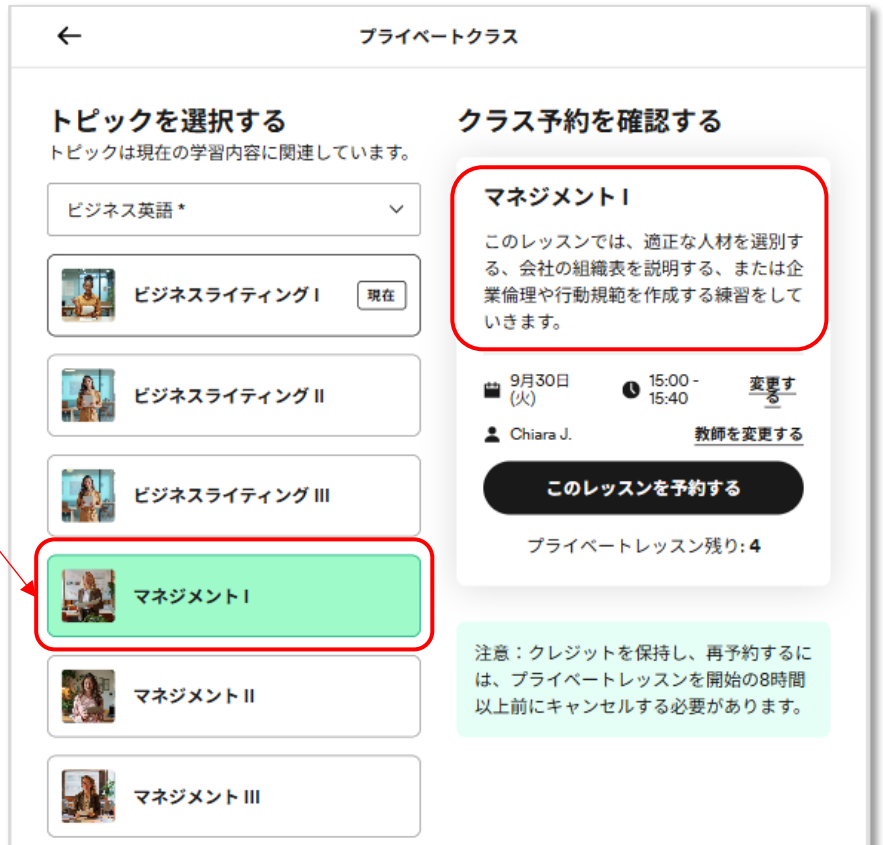 プライベートクラス
トピックを選択する
トピックは現在の学習内容に関連しています。
ビジネス英語 *
ビジネスライティング I
現在
ビジネスライティング II
ビジネスライティング III
マネジメント I
マネジメント II
マネジメント III
クラス予約を確認する
マネジメント I
このレッスンでは、適正な人材を選別す
る、会社の組織表を説明する、または企
業倫理や行動規範を作成する練習をして
いきます。
9月30日
(火)
15:00 -
15:40
変更す
る
Chiara J.
教師を変更する
このレッスンを予約する
プライベートレッスン残り: 4
注意：クレジットを保持し、再予約するに
は、プライベートレッスンを開始の8時間
以上前にキャンセルする必要があります。